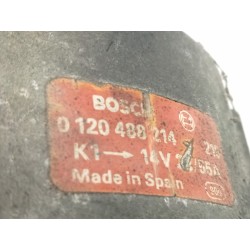 BOSCH
0 120 488 214
K1→ 14V /55A
Made in Spain